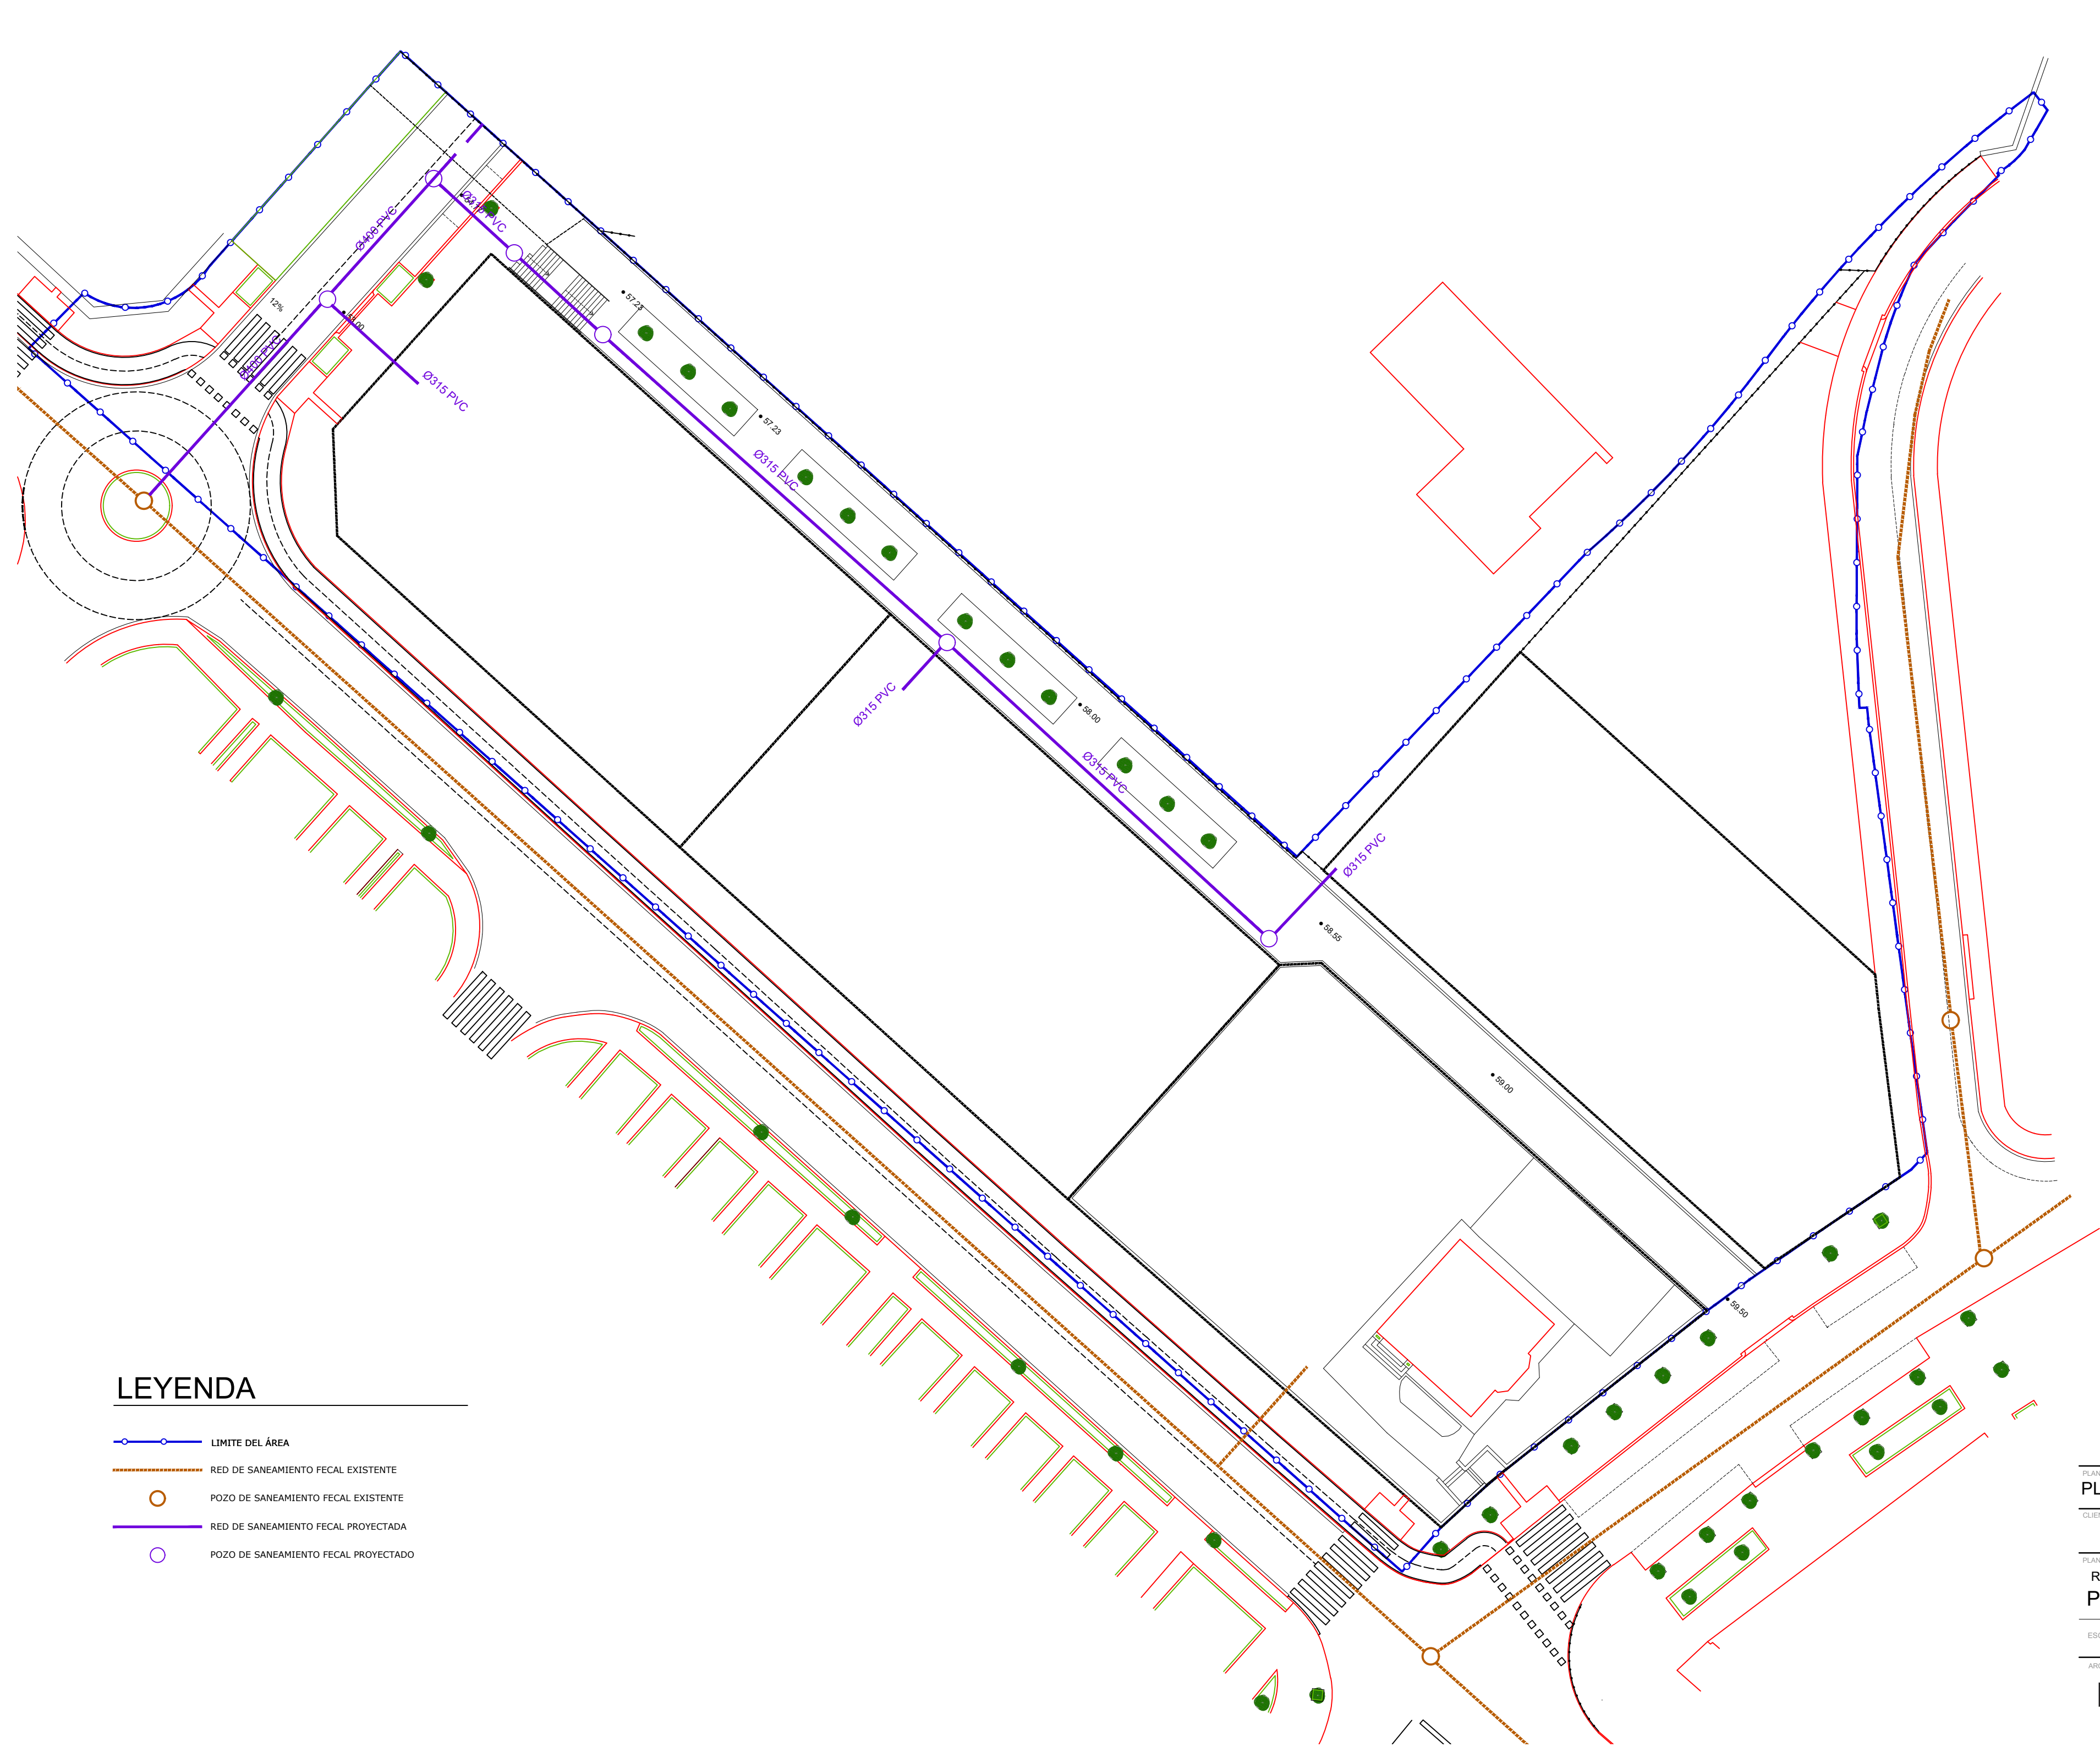 Ø315 PVC
Ø400 PVC
12%
Ø400 PVC
Ø315 PVC
57.23
57.23
Ø315 PVC
Ø315 PVC
58.00
Ø315 PVC
Ø315 PVC
58.55
59.00
59.50
LEYENDA
LIMITE DEL ÁREA
RED DE SANEAMIENTO FECAL EXISTENTE
POZO DE SANEAMIENTO FECAL EXISTENTE
RED DE SANEAMIENTO FECAL PROYECTADA
POZO DE SANEAMIENTO FECAL PROYECTADO